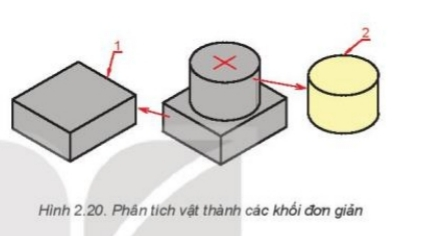 1
2
Hình 2.20. Phân tích vật thành các khối đơn giản